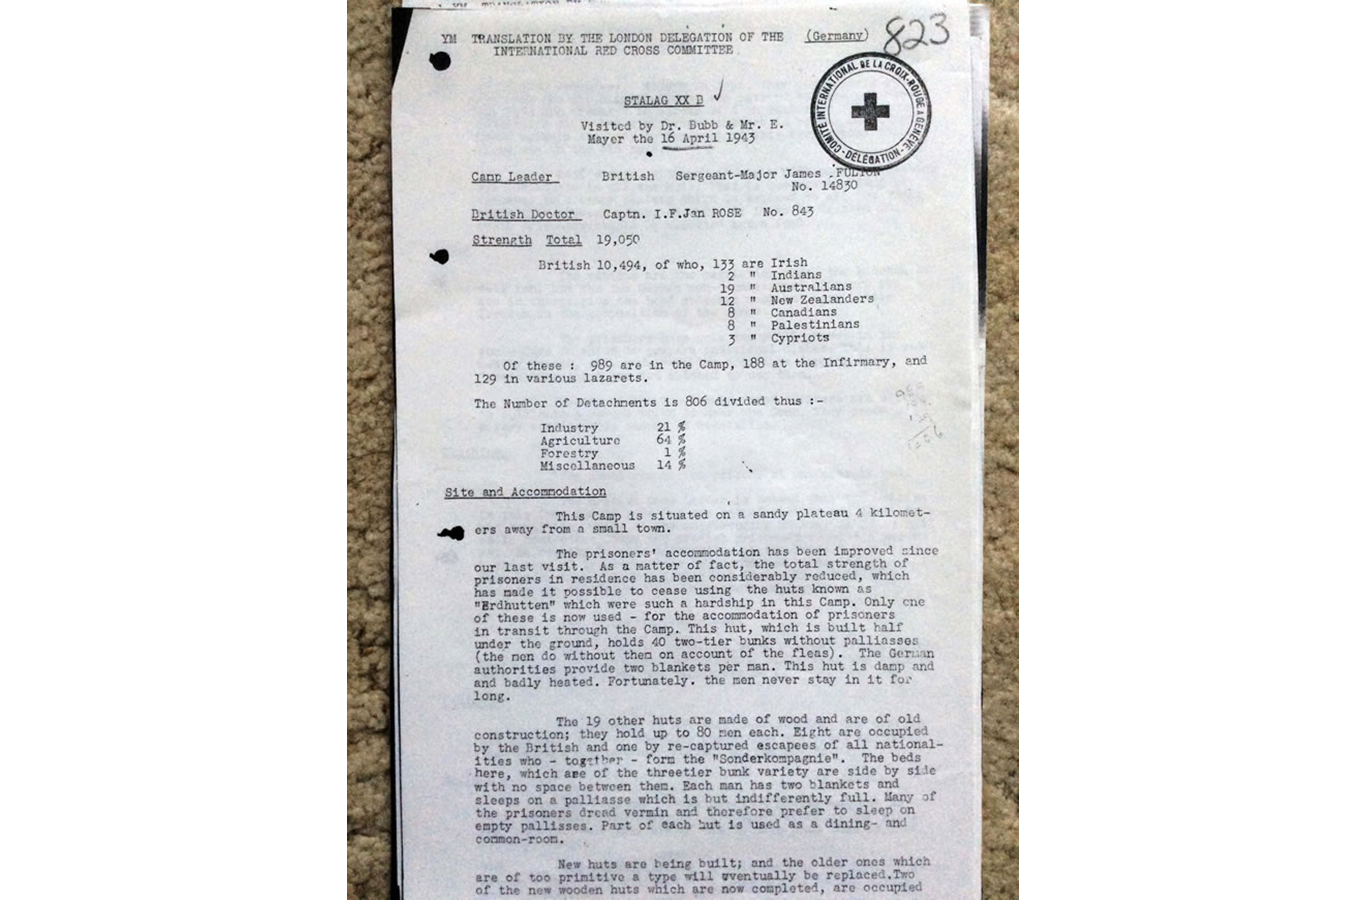 YM TRANSLATION BY THE LONDON DELEGATION OF THE (Germany) 823
INTERNATIONAL RED CROSS COMMITTEE
COMITÉ INTERNATIONAL DE LA CROIX-ROUGE A GENÈVE - DÉLÉGATION -
STALAG XX B
Visited by Dr. Bubb & Mr. E.
Mayer the 16 April 1943
Camp Leader British Sergeant-Major James .FULTON
No. 14830
British Doctor Captn. I.F.Jan ROSE No. 843
Strength Total 19,050
British 10,494, of who, 133 are Irish
2 " Indians
19 " Australians
12 " New Zealanders
8 " Canadians
8 " Palestinians
3 " Cypriots
Of these : 989 are in the Camp, 188 at the Infirmary, and
129 in various lazarets.
The Number of Detachments is 806 divided thus :-
Industry 21 %
Agriculture 64 %
Forestry 1 %
Miscellaneous 14 %
Site and Accommodation
This Camp is situated on a sandy plateau 4 kilomet-
ers away from a small town.
The prisoners' accommodation has been improved since
our last visit. As a matter of fact, the total strength of
prisoners in residence has been considerably reduced, which
has made it possible to cease using the huts known as
"Erdhutten" which were such a hardship in this Camp. Only one
of these is now used - for the accommodation of prisoners
in transit through the Camp. This hut, which is built half
under the ground, holds 40 two-tier bunks without palliasses
(the men do without them on account of the fleas). The German
authorities provide two blankets per man. This hut is damp and
and badly heated. Fortunately. the men never stay in it for
long.
The 19 other huts are made of wood and are of old
construction; they hold up to 80 men each. Eight are occupied
by the British and one by re-captured escapees of all national-
ities who - together - form the "Sonderkompagnie". The beds
here, which are of the threetier bunk variety are side by side
with no space between them. Each man has two blankets and
sleeps on a palliasse which is but indifferently full. Many of
the prisoners dread vermin and therefore prefer to sleep on
empty pallisses. Part of each hut is used as a dining- and
common-room.
New huts are being built; and the older ones which
are of too primitive a type will eventually be replaced.Two
of the new wooden huts which are now completed, are occupied